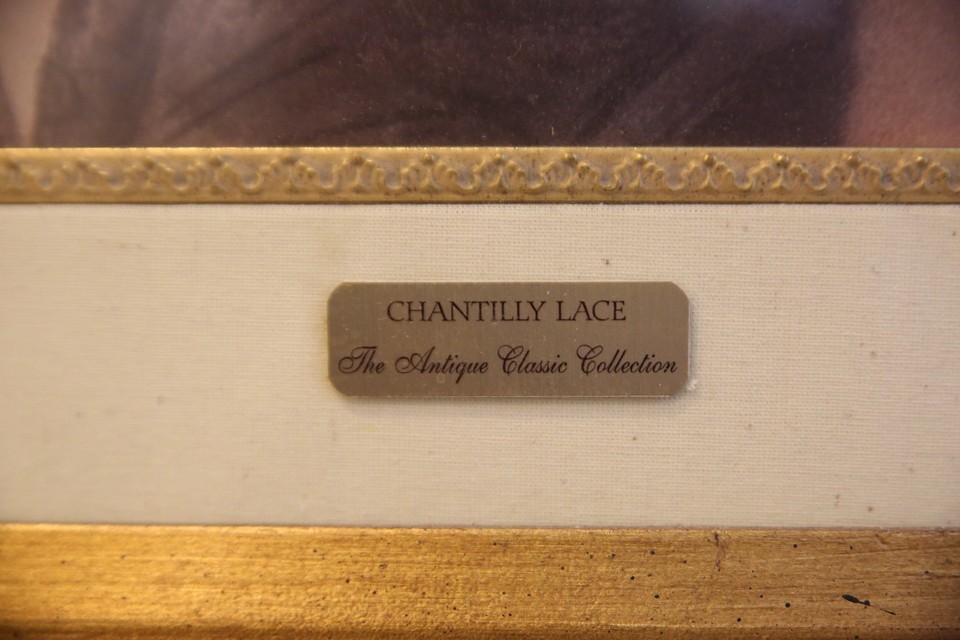 CHANTILLY LACE
The Antique Classic Collection